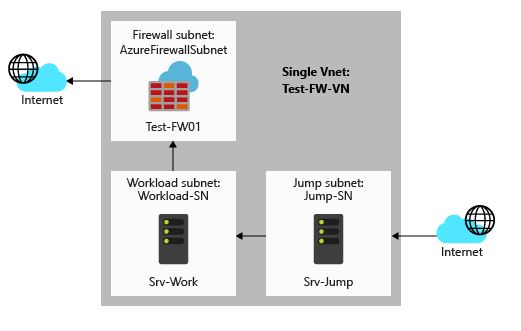 Firewall subnet:
AzureFirewallSubnet
Test-FW01
Single Vnet:
Test-FW-VN
Internet
Workload subnet:
Workload-SN
Srv-Work
Jump subnet:
Jump-SN
Srv-Jump
Internet